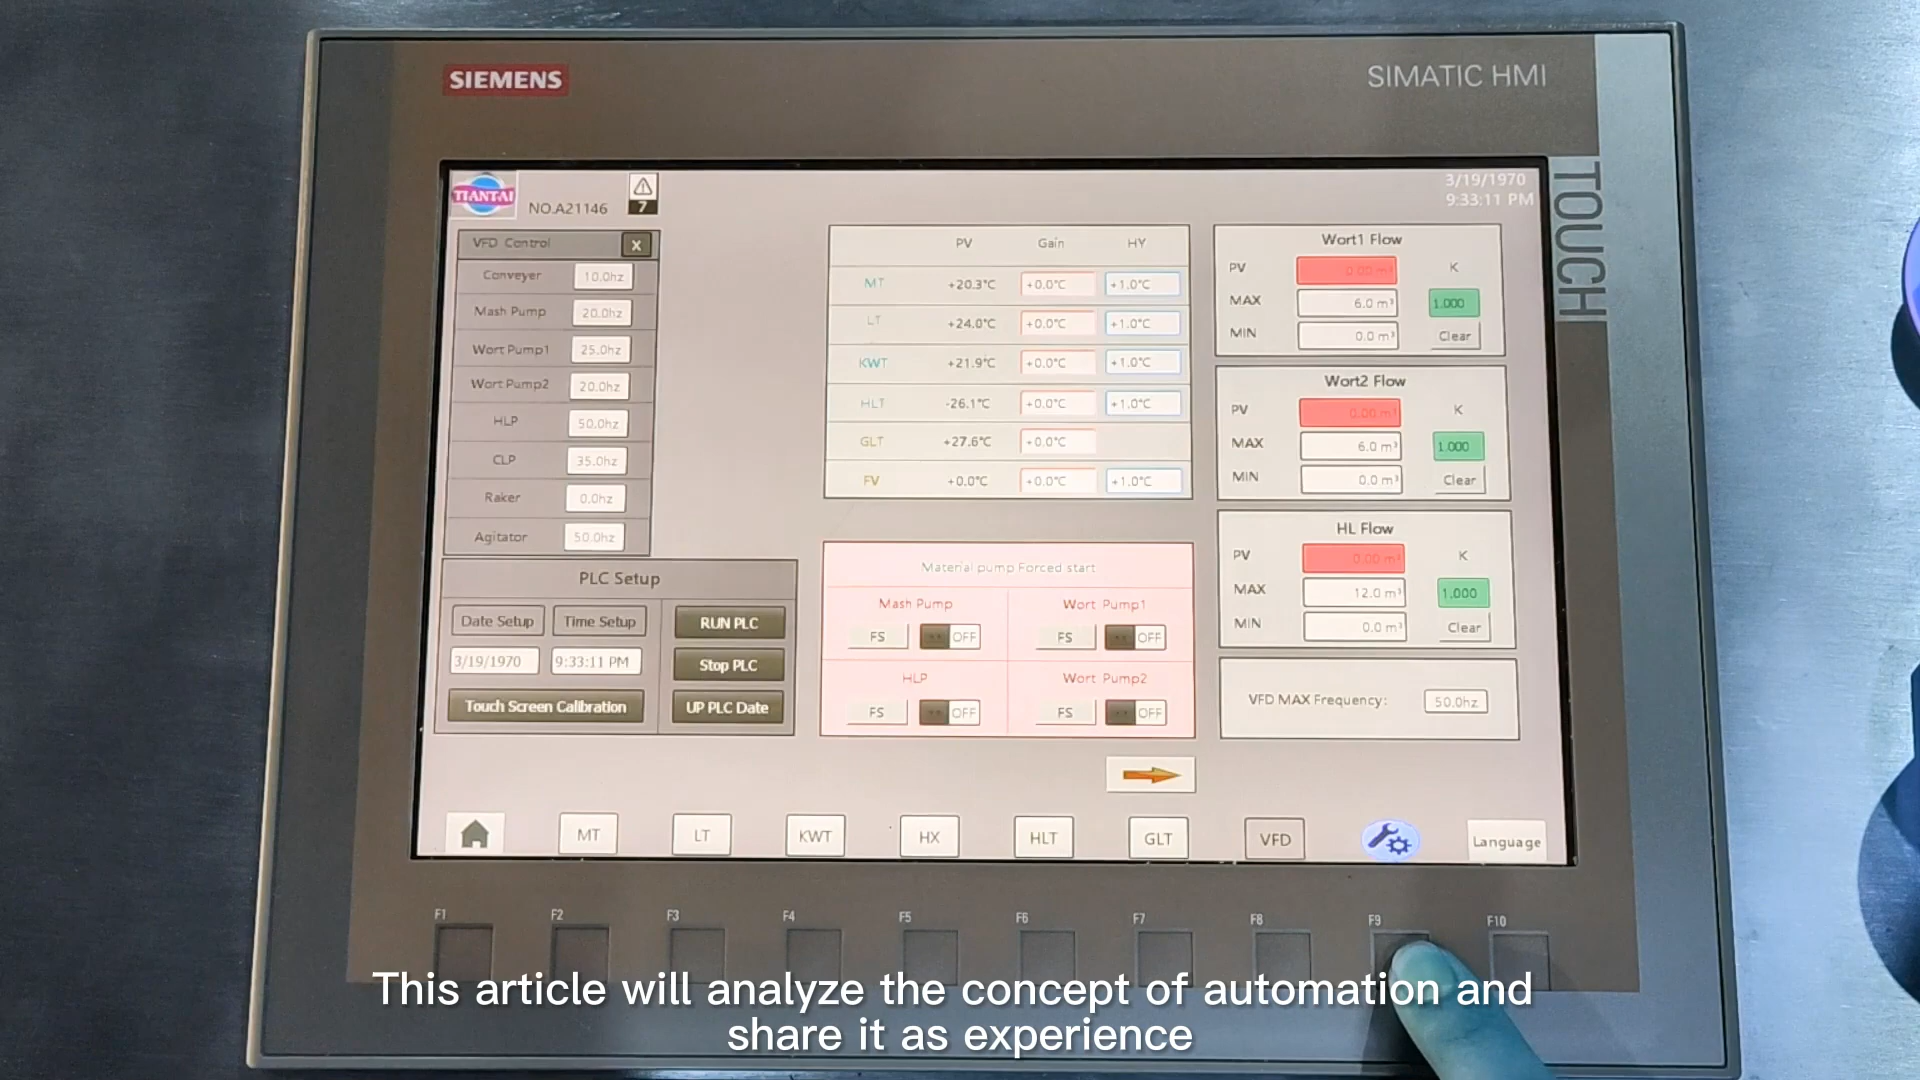 SIEMENS
SIMATIC HMI
TOUCH
TIANTAI
NO.A21146
7
3/19/1970
9:33:11 PM
VFD Control
X
Conveyer 10.0hz
Mash Pump 20.0hz
Wort Pump1 25.0hz
Wort Pump2 20.0hz
HLP 50.0hz
CLP 35.0hz
Raker 0.0hz
Agitator 50.0hz
PLC Setup
Date Setup Time Setup RUN PLC
3/19/1970 9:33:11 PM Stop PLC
Touch Screen Calibration UP PLC Date
PV Gain HY
MT +20.3°C +0.0°C +1.0°C
LT +24.0°C +0.0°C +1.0°C
KWT +21.9°C +0.0°C +1.0°C
HLT -26.1°C +0.0°C +1.0°C
GLT +27.6°C +0.0°C
FV +0.0°C +0.0°C +1.0°C
Material pump Forced start
Mash Pump Wort Pump1
FS OFF FS OFF
HLP Wort Pump2
FS OFF FS OFF
Wort1 Flow
PV 0.00 m³ K
MAX 6.0 m³ 1.000
MIN 0.0 m³ Clear
Wort2 Flow
PV 0.00 m³ K
MAX 6.0 m³ 1.000
MIN 0.0 m³ Clear
HL Flow
PV 0.00 m³ K
MAX 12.0 m³ 1.000
MIN 0.0 m³ Clear
VFD MAX Frequency: 50.0hz
MT LT KWT HX HLT GLT VFD Language
F1 F2 F3 F4 F5 F6 F7 F8 F9 F10
This article will analyze the concept of automation and
share it as experience